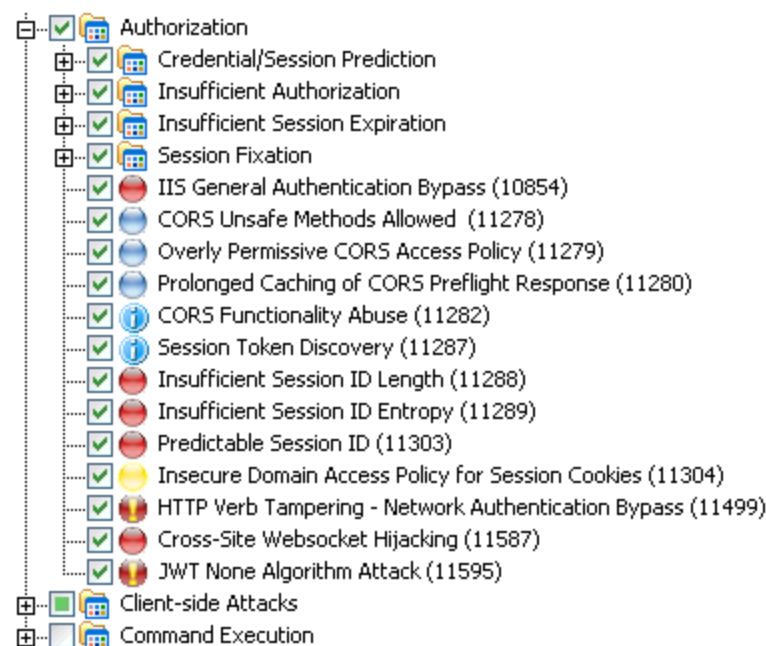 Authorization
Credential/Session Prediction
Insufficient Authorization
Insufficient Session Expiration
Session Fixation
IIS General Authentication Bypass (10854)
CORS Unsafe Methods Allowed  (11278)
Overly Permissive CORS Access Policy (11279)
Prolonged Caching of CORS Preflight Response (11280)
CORS Functionality Abuse (11282)
Session Token Discovery (11287)
Insufficient Session ID Length (11288)
Insufficient Session ID Entropy (11289)
Predictable Session ID (11303)
Insecure Domain Access Policy for Session Cookies (11304)
HTTP Verb Tampering - Network Authentication Bypass (11499)
Cross-Site Websocket Hijacking (11587)
JWT None Algorithm Attack (11595)
Client-side Attacks
Command Execution